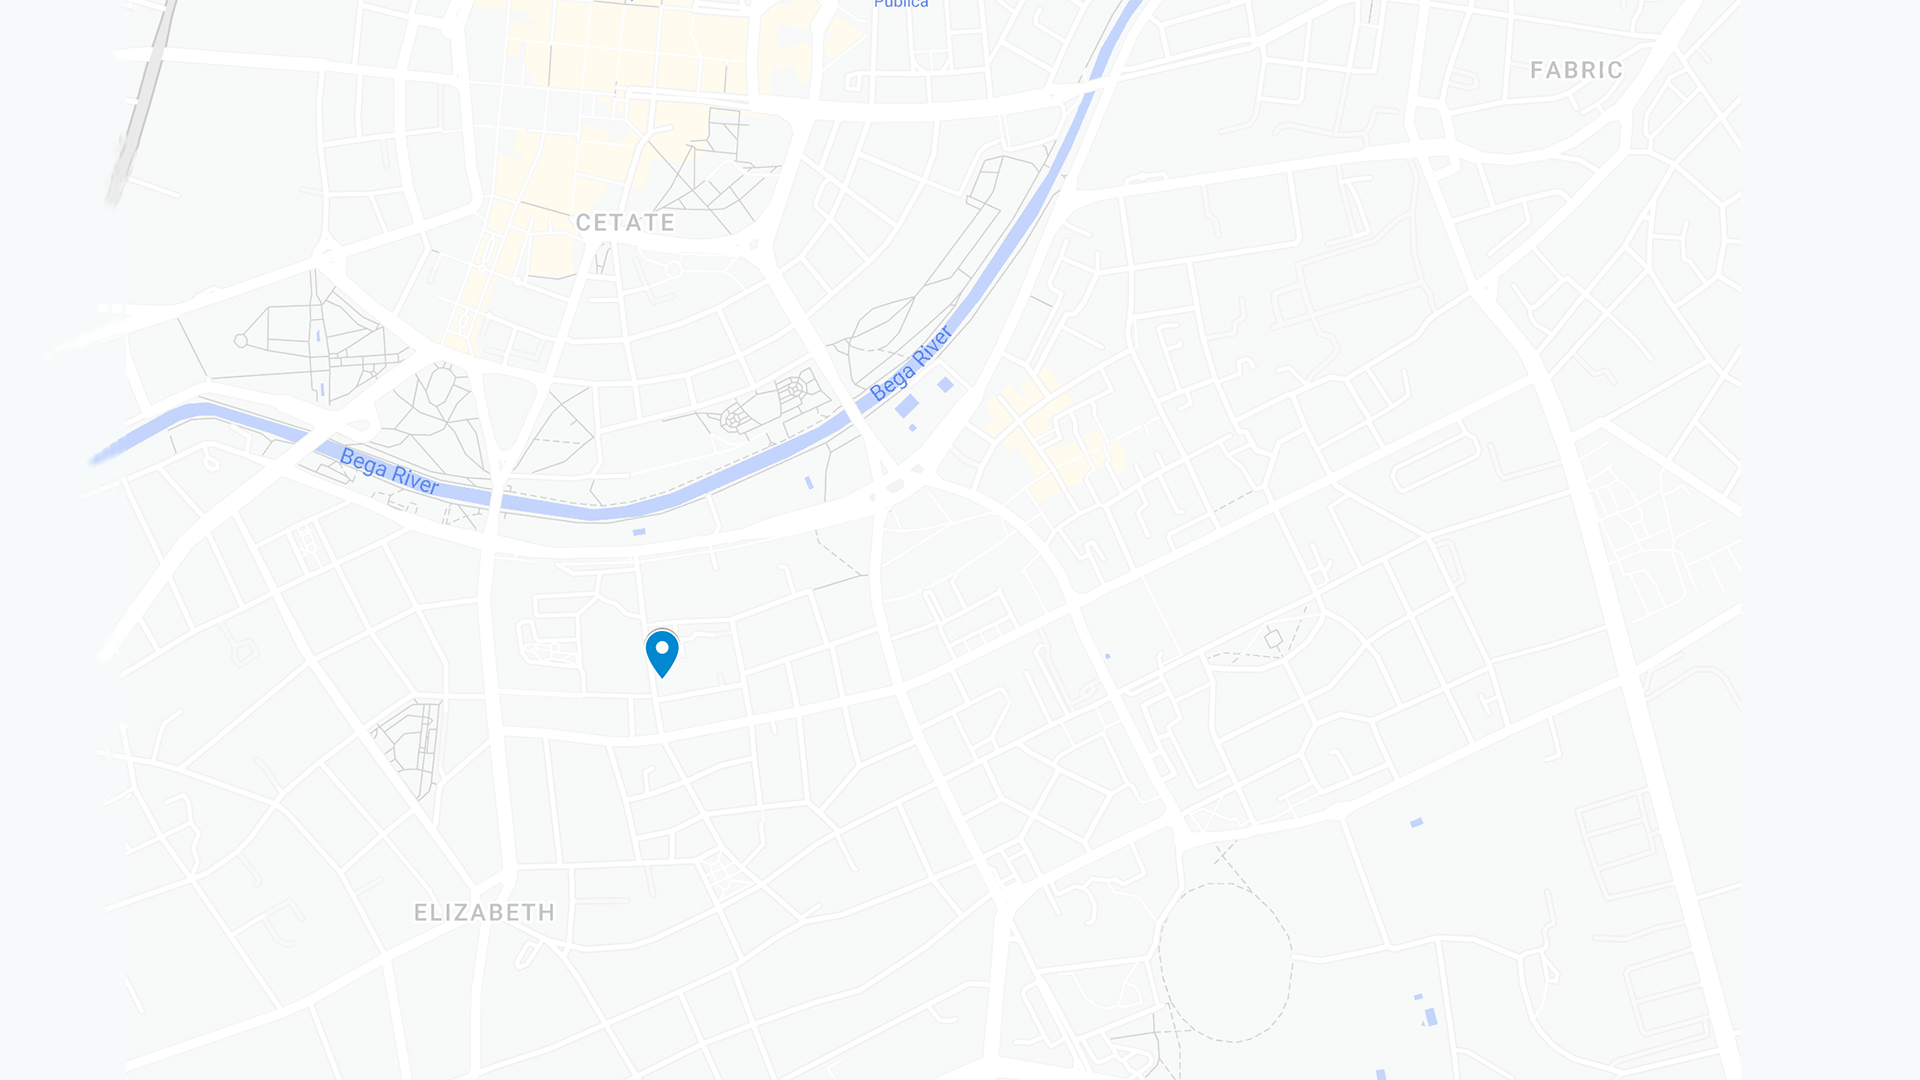 Publica
FABRIC
CETATE
Bega River
Bega River
ELIZABETH